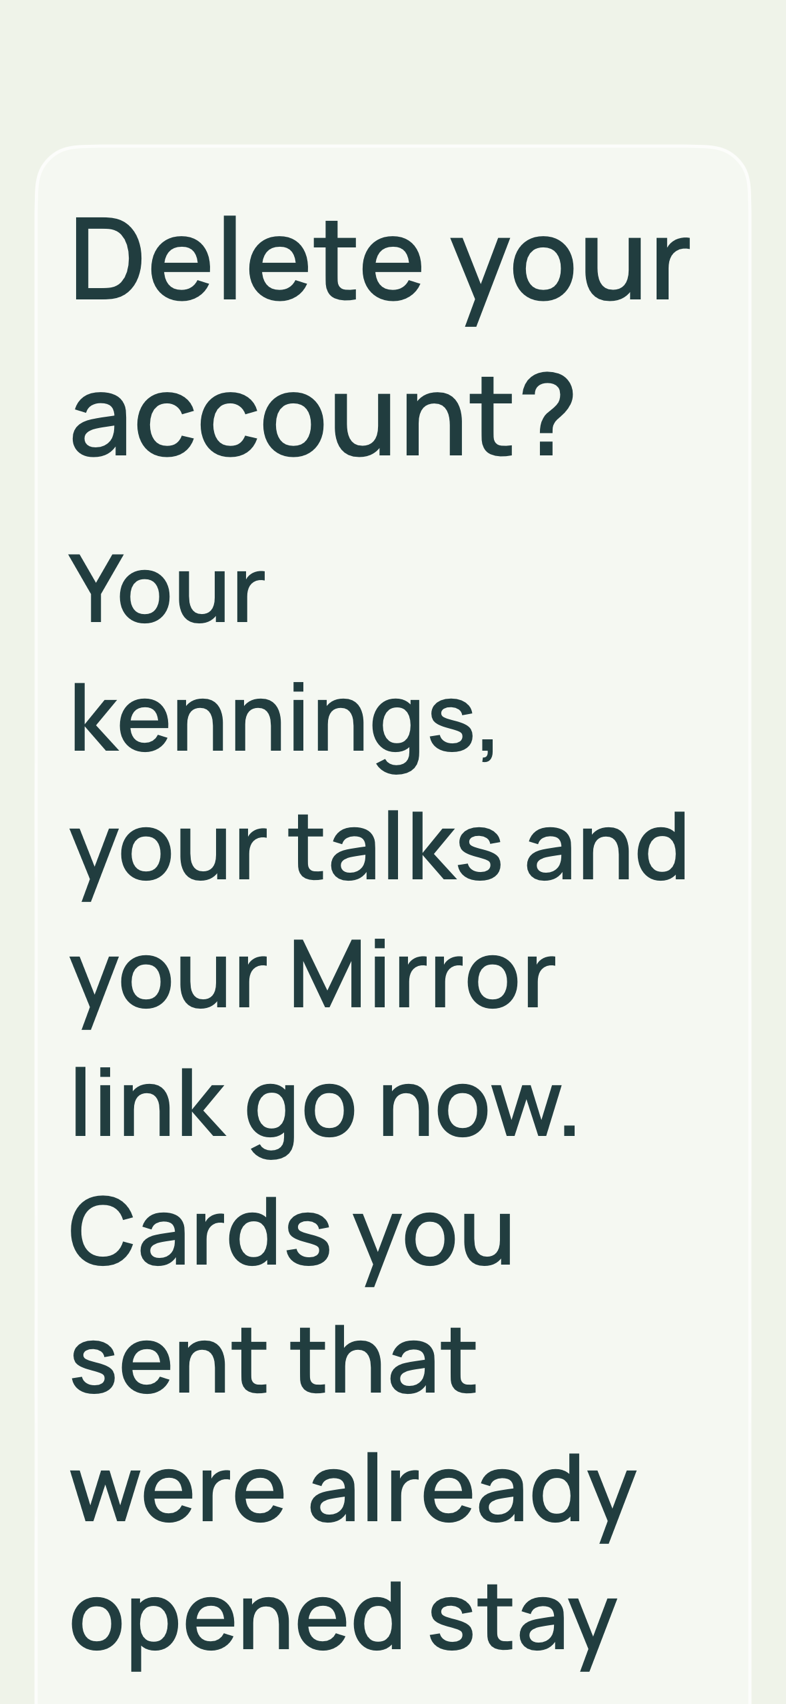 Delete your
account?
Your
kennings,
your talks and
your Mirror
link go now.
Cards you
sent that
were already
opened stay